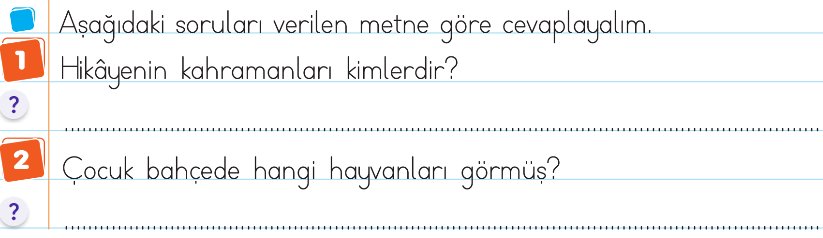 Aşağıdaki soruları verilen metne göre cevaplayalım.
1 Hikâyenin kahramanları kimlerdir?
?
2 Çocuk bahçede hangi hayvanları görmüş?
?